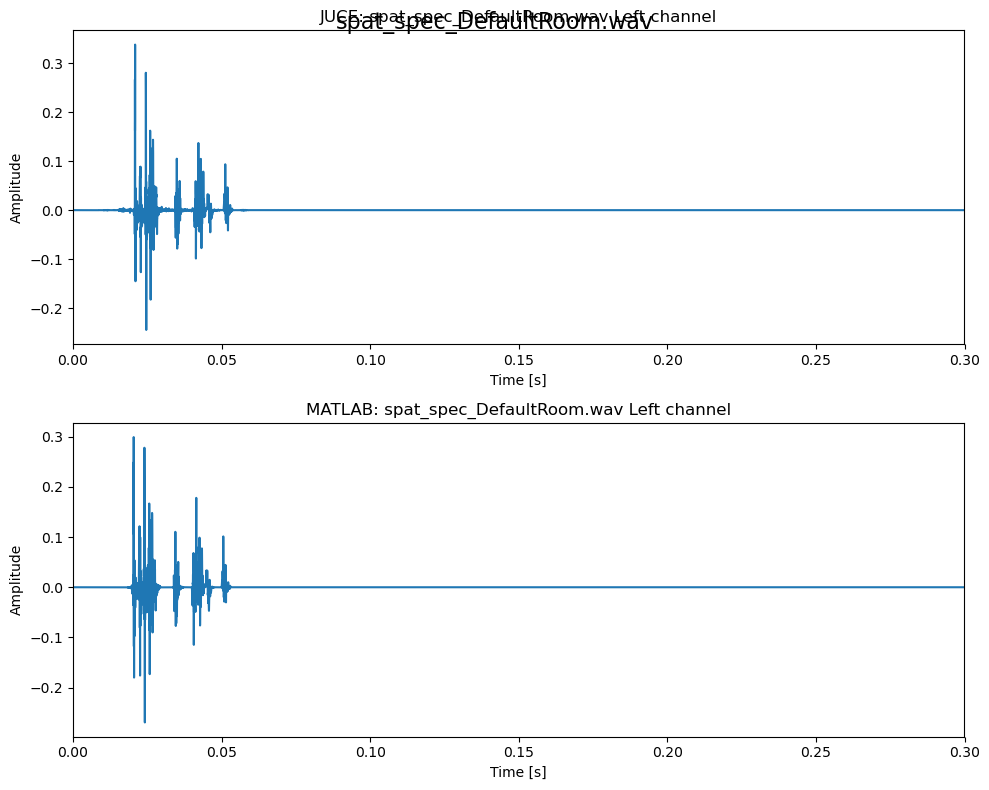 spat_spec_DefaultRoom.wav
JUCE: spat_spec_DefaultRoom.wav Left channel
0.3
0.2
0.1
0.0
−0.1
−0.2
Amplitude
0.00 0.05 0.10 0.15 0.20 0.25 0.30
Time [s]
MATLAB: spat_spec_DefaultRoom.wav Left channel
0.3
0.2
0.1
0.0
−0.1
−0.2
Amplitude
0.00 0.05 0.10 0.15 0.20 0.25 0.30
Time [s]